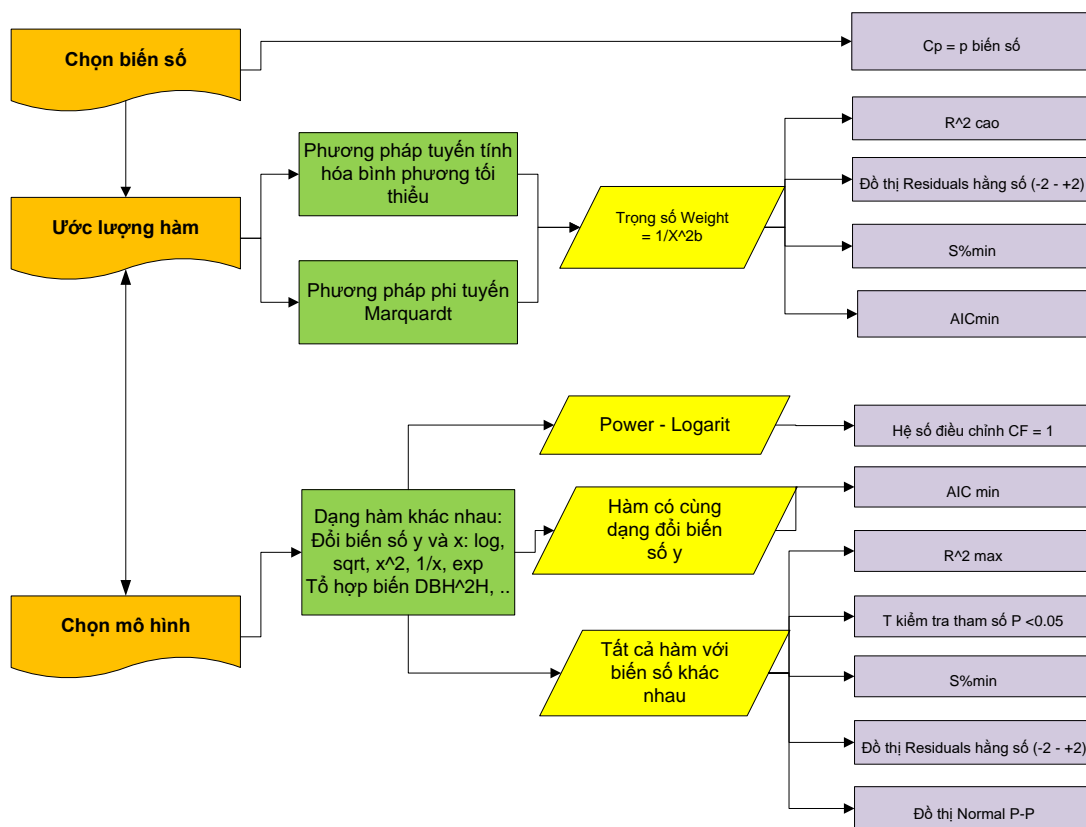 Chọn biến số
Cp = p biến số
Ước lượng hàm
Phương pháp tuyến tính
hóa bình phương tối
thiểu
Phương pháp phi tuyến
Marquardt
Trọng số Weight
= 1/X^2b
R^2 cao
Đồ thị Residuals hằng số (-2 - +2)
S%min
AICmin
Chọn mô hình
Dạng hàm khác nhau:
Đổi biến số y và x: log,
sqrt, x^2, 1/x, exp
Tổ hợp biến DBH^2H, ..
Power - Logarit
Hệ số điều chỉnh CF = 1
Hàm có cùng
dạng đổi biến
số y
AIC min
Tất cả hàm với
biến số khác
nhau
R^2 max
T kiểm tra tham số P <0.05
S%min
Đồ thị Residuals hằng số (-2 - +2)
Đồ thị Normal P-P